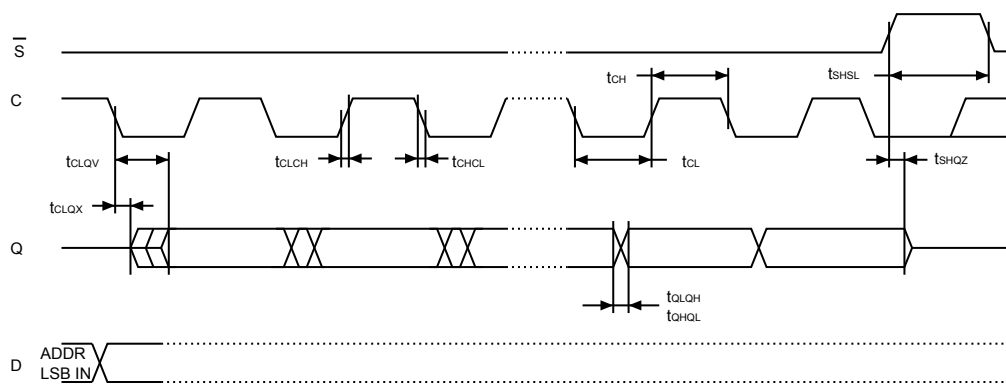 S
tCH
tSHSL
C
tCLQV
tCLCH
tCHCL
tCL
tSHQZ
tCLQX
Q
tQLQH
tQHQL
ADDR
D
LSB IN